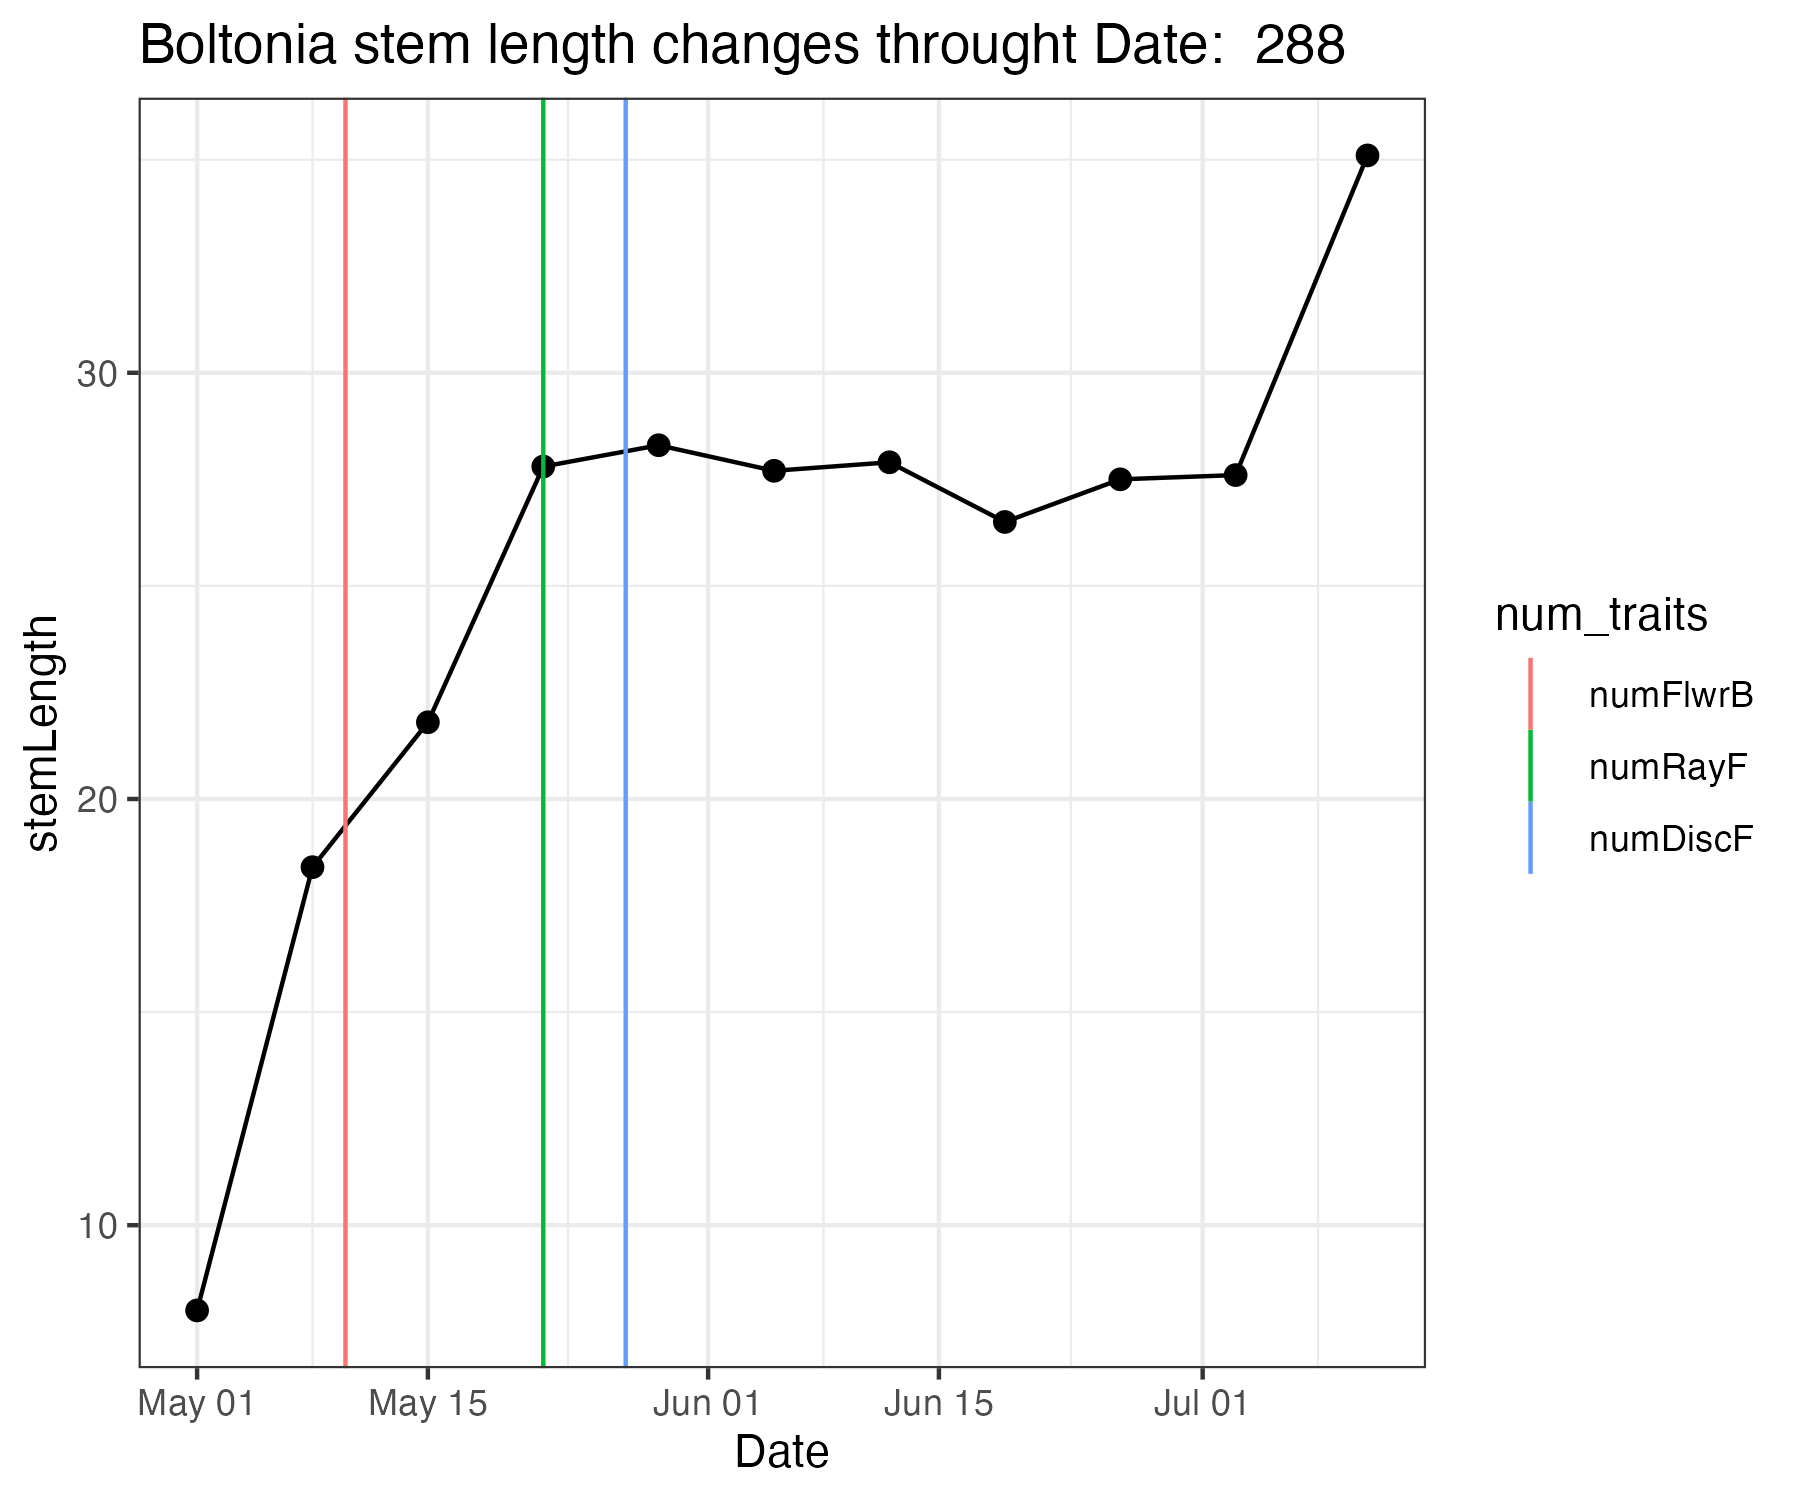 Boltonia stem length changes throught Date:  288
30
20
10
stemLength
May 01
May 15
Jun 01
Jun 15
Jul 01
Date
num_traits
numFlwrB
numRayF
numDiscF